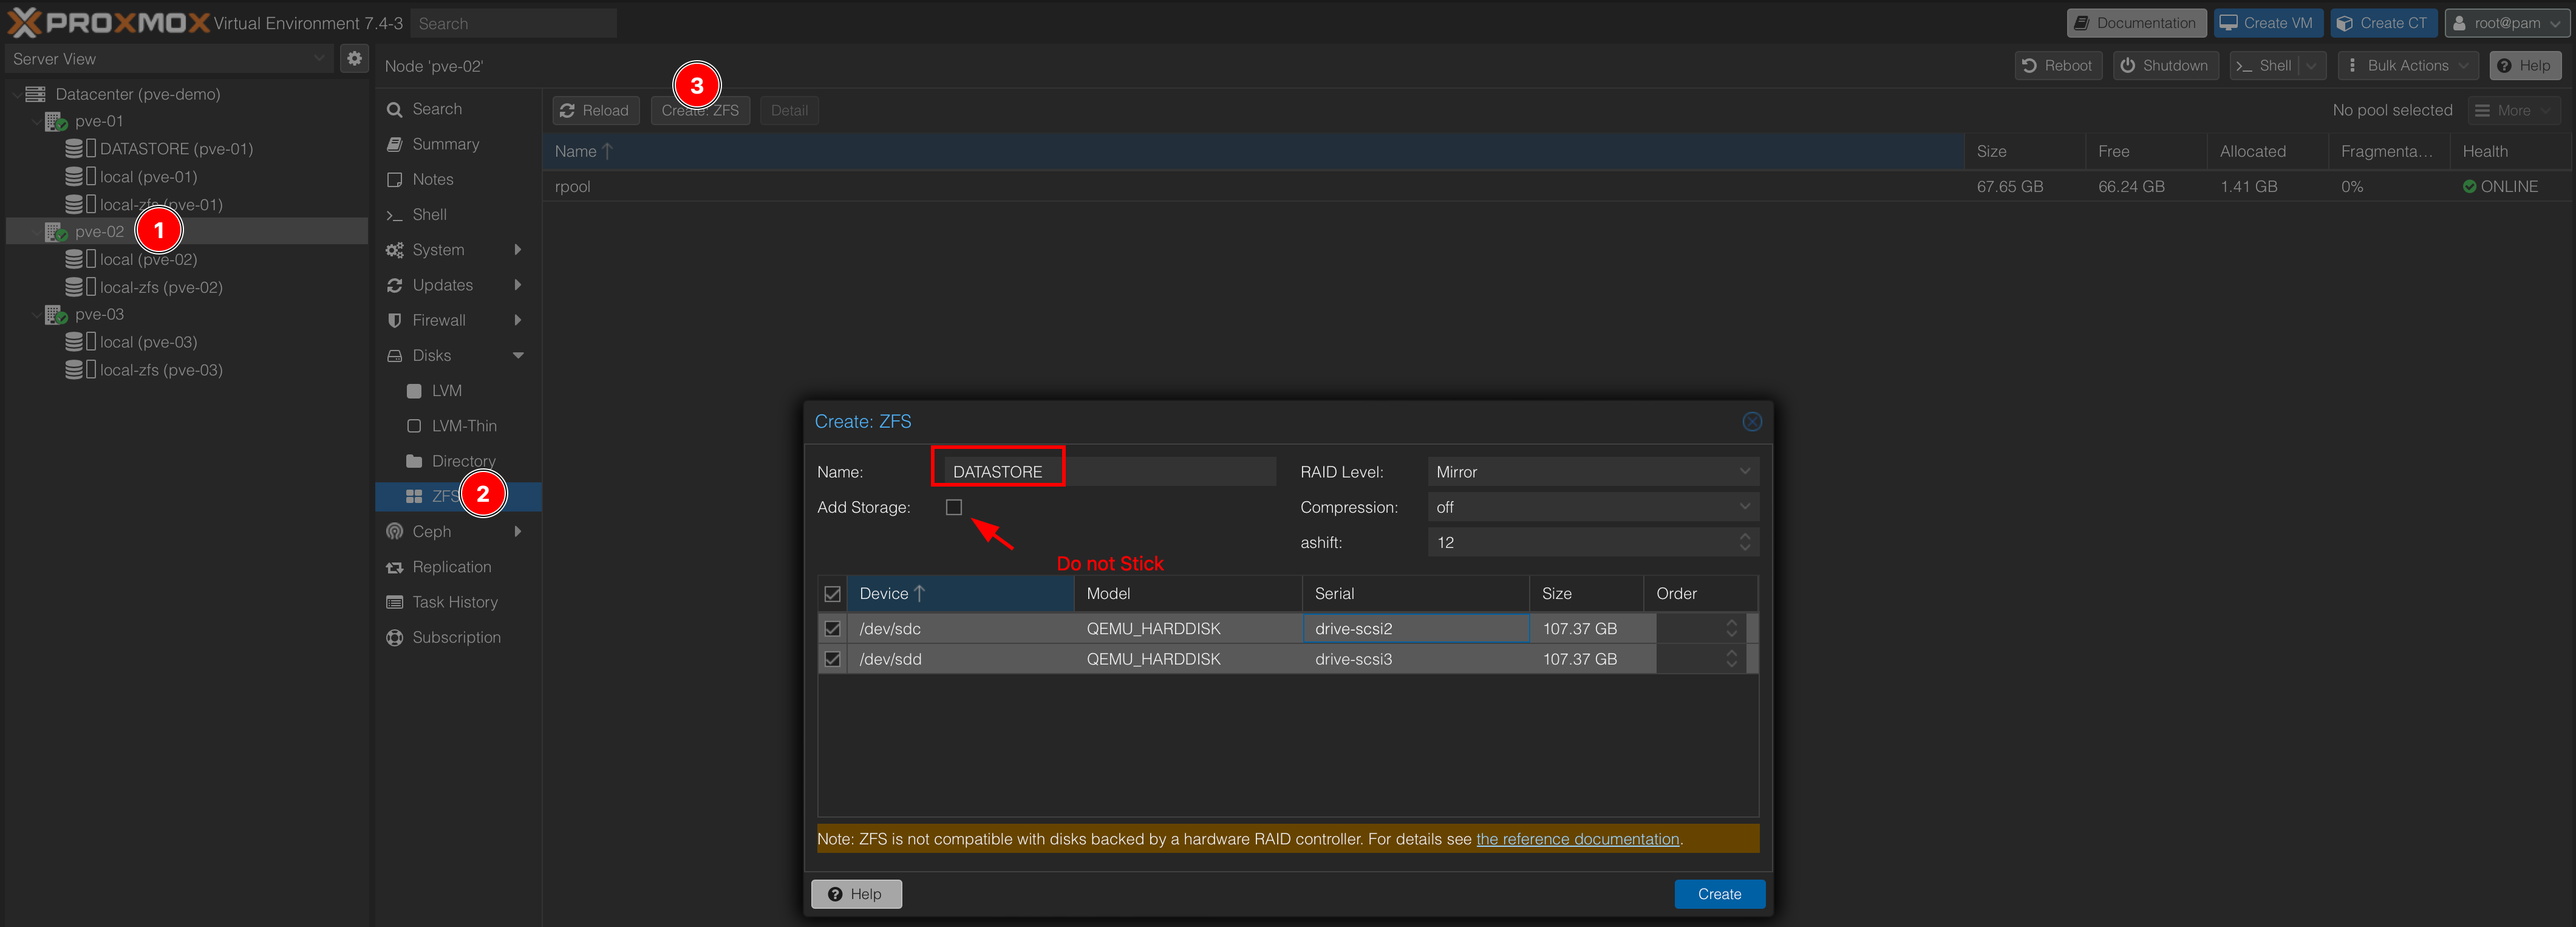 PROXMOX Virtual Environment 7.4-3 Search Documentation Create VM Create CT root@pam
Server View
Node 'pve-02' Reboot Shutdown Shell Bulk Actions Help
Datacenter (pve-demo)
pve-01
DATASTORE (pve-01)
local (pve-01)
local-zfs (pve-01)
pve-02 1
local (pve-02)
local-zfs (pve-02)
pve-03
local (pve-03)
local-zfs (pve-03)
Search
Summary
Notes
Shell
System
Updates
Firewall
Disks
LVM
LVM-Thin
Directory
ZFS 2
Ceph
Replication
Task History
Subscription
3
Reload Create: ZFS Detail No pool selected More
Name Size Free Allocated Fragmenta... Health
rpool 67.65 GB 66.24 GB 1.41 GB 0% ONLINE
Create: ZFS
Name: DATASTORE RAID Level: Mirror
Add Storage: Compression: off
ashift: 12
Do not Stick
Device Model Serial Size Order
/dev/sdc QEMU_HARDDISK drive-scsi2 107.37 GB
/dev/sdd QEMU_HARDDISK drive-scsi3 107.37 GB
Note: ZFS is not compatible with disks backed by a hardware RAID controller. For details see the reference documentation.
Help Create